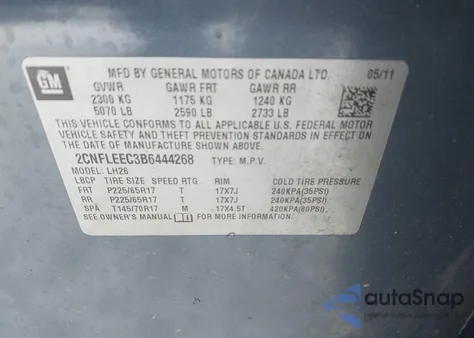 GM
MFD BY GENERAL MOTORS OF CANADA LTD. 05/11
GVWR GAWR FRT GAWR RR
2300 KG 1175 KG 1240 KG
5070 LB 2590 LB 2733 LB
THIS VEHICLE CONFORMS TO ALL APPLICABLE U.S. FEDERAL MOTOR
VEHICLE SAFETY, BUMPER, AND THEFT PREVENTION STANDARDS IN EFFECT ON
THE DATE OF MANUFACTURE SHOWN ABOVE.
2CNFLEEC3B6444268 TYPE: M.P.V.
MODEL: LH26
LBCP TIRE SIZE SPEED RTG RIM COLD TIRE PRESSURE
FRT P225/65R17 T 17X7J 240KPA(35PSI)
RR P225/65R17 T 17X7J 240KPA(35PSI)
SPA T145/70R17 M 17X4.5T 420KPA(60PSI)
SEE OWNER'S MANUAL FOR ADDITIONAL INFORMATION
autoSnap